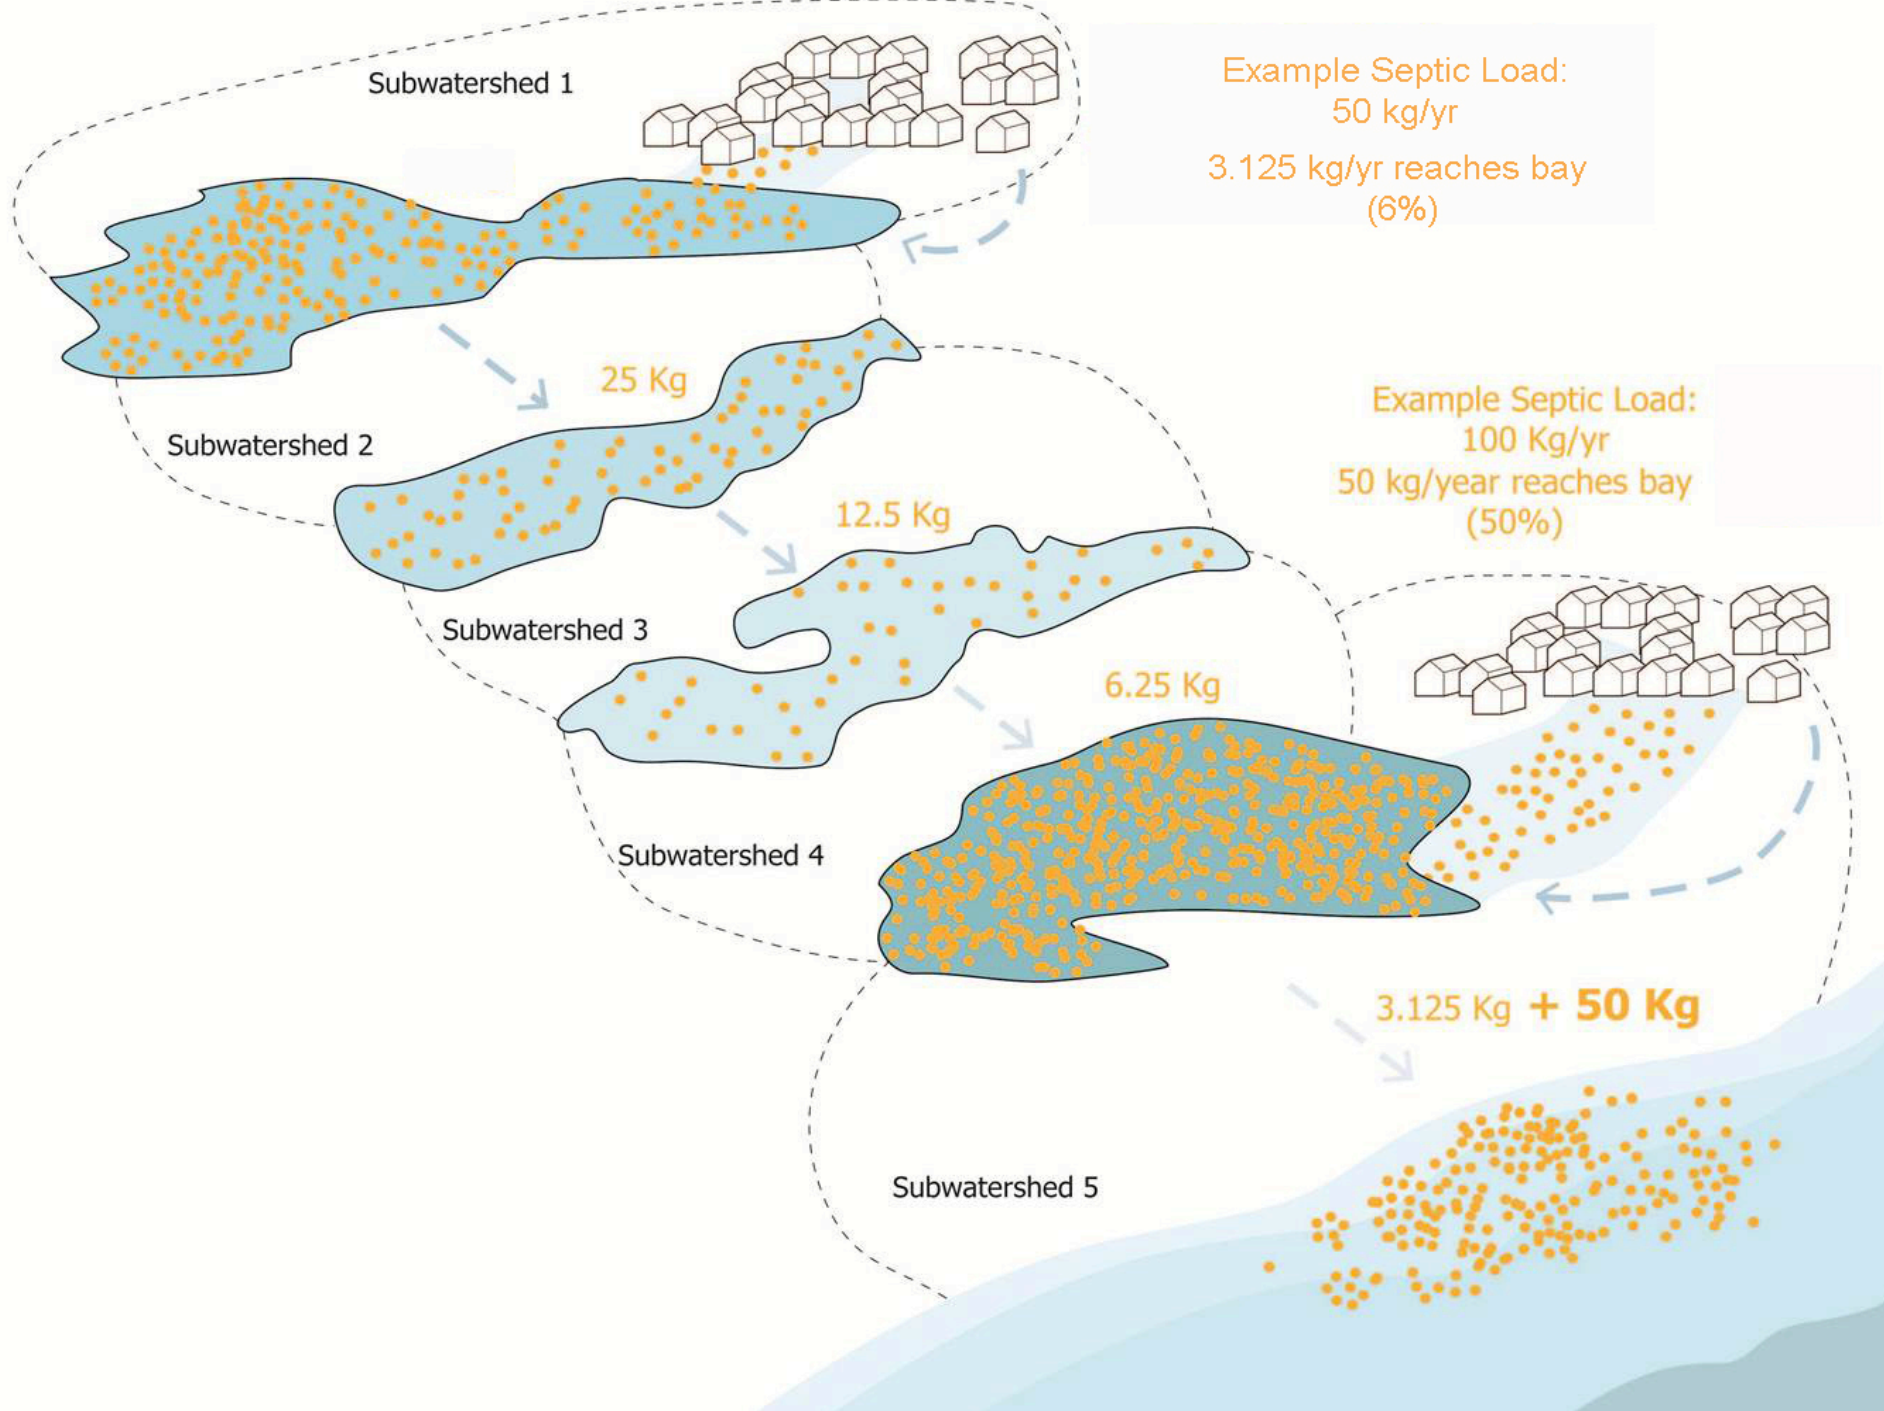 Subwatershed 1
Example Septic Load:
50 kg/yr
3.125 kg/yr reaches bay
(6%)
25 Kg
Subwatershed 2
Example Septic Load:
100 Kg/yr
50 kg/year reaches bay
(50%)
12.5 Kg
Subwatershed 3
6.25 Kg
Subwatershed 4
3.125 Kg + 50 Kg
Subwatershed 5